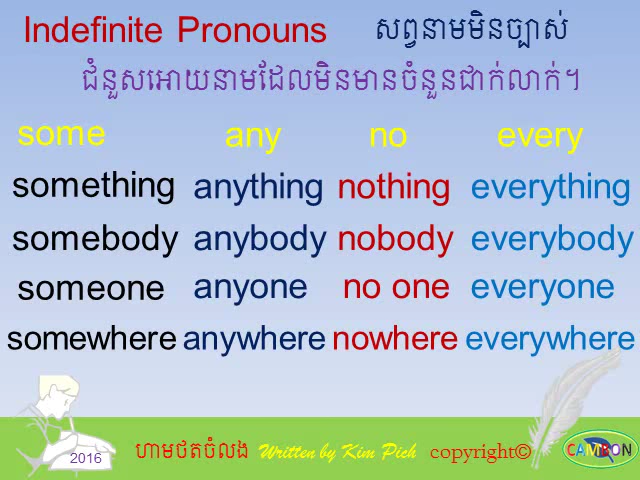 Indefinite Pronouns សព្វនាមមិនច្បាស់
ជំនួសអោយនាមដែលមិនមានចំនួនជាក់លាក់។
some any no every
something anything nothing everything
somebody anybody nobody everybody
someone anyone no one everyone
somewhere anywhere nowhere everywhere
2016 ហាមថតចំលង Written by Kim Pich copyright© CAMBON